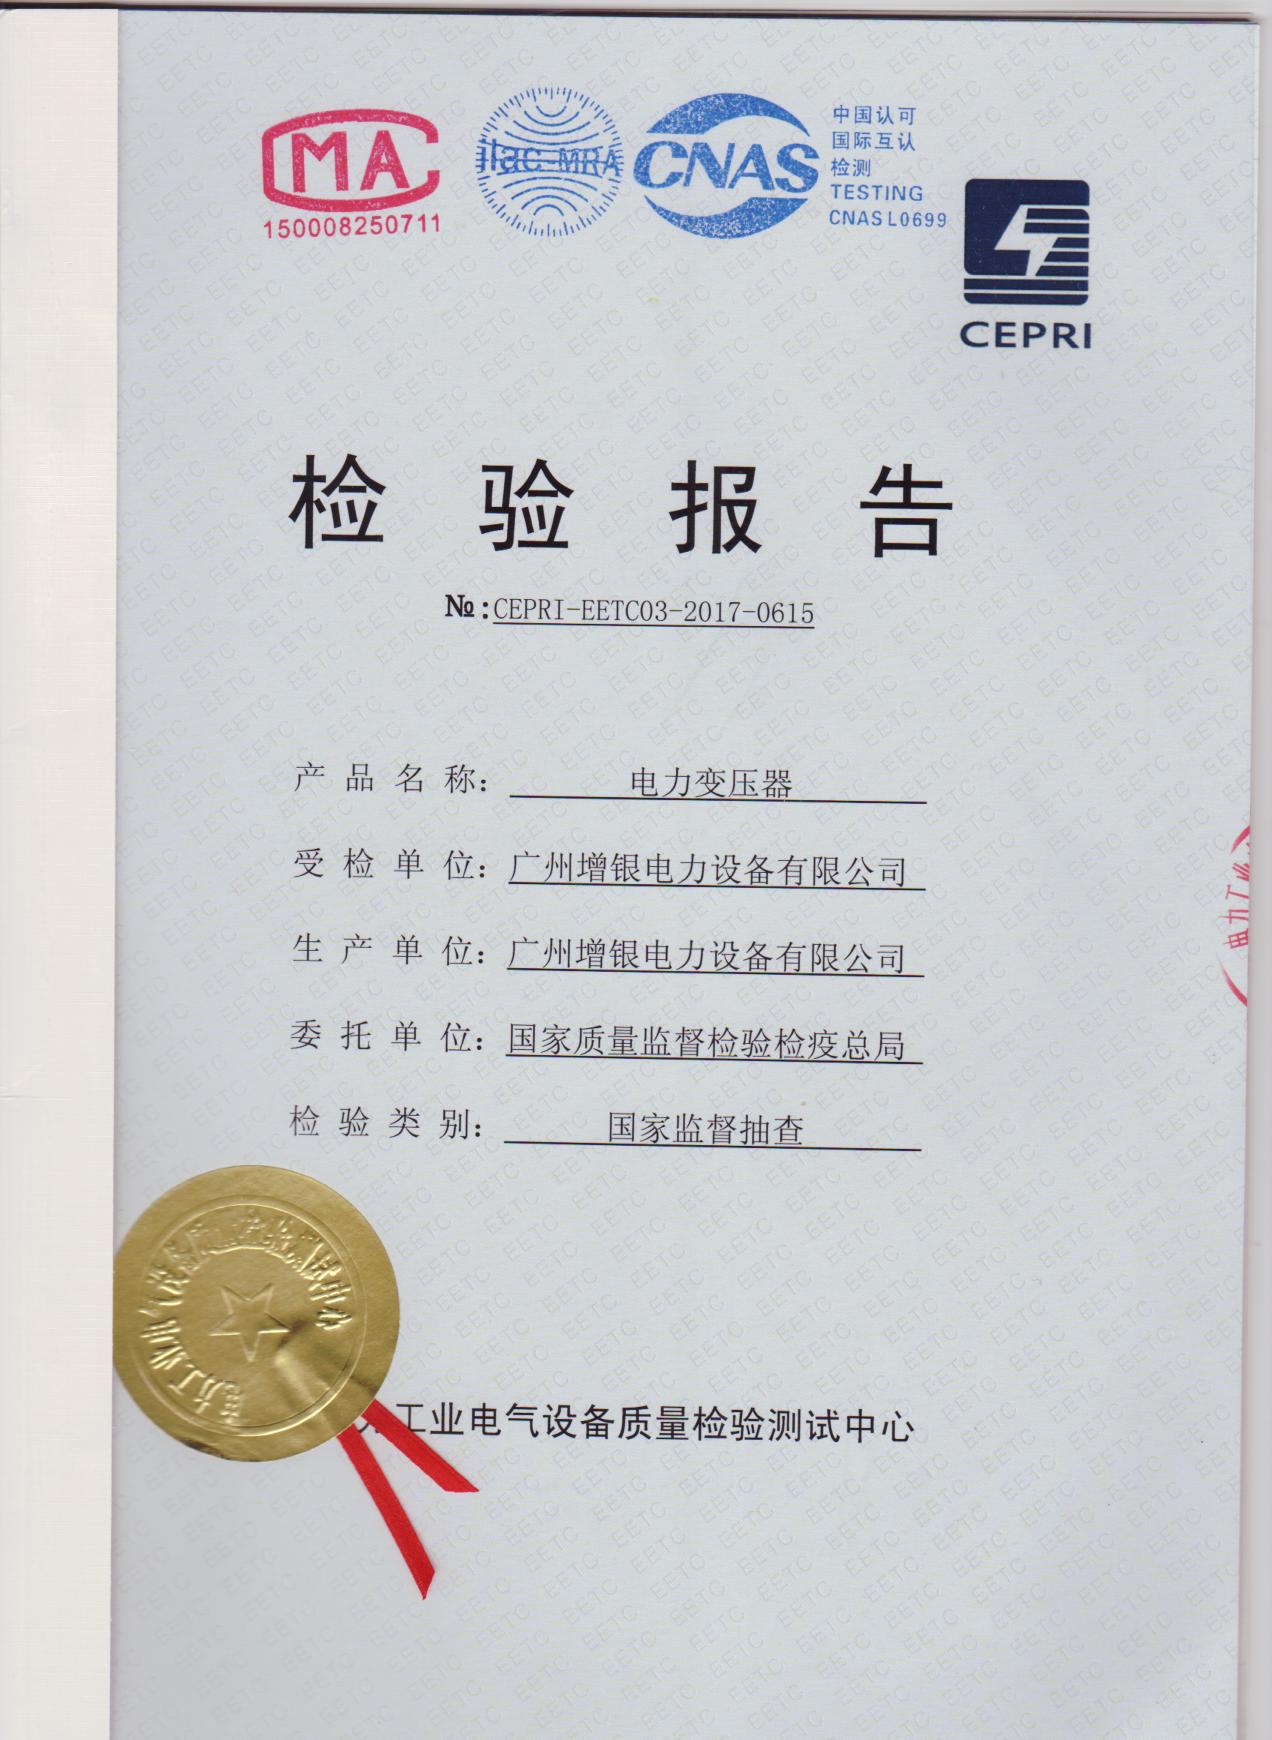 MA
150008250711
ilac-MRA
CNAS
中国认可
国际互认
检测
TESTING
CNAS L0699
CEPRI
检验报告
№:CEPRI-EETC03-2017-0615
产品名称: 电力变压器
受检单位: 广州增银电力设备有限公司
生产单位: 广州增银电力设备有限公司
委托单位: 国家质量监督检验检疫总局
检验类别: 国家监督抽查
电力工业
工业电气设备质量检验测试中心